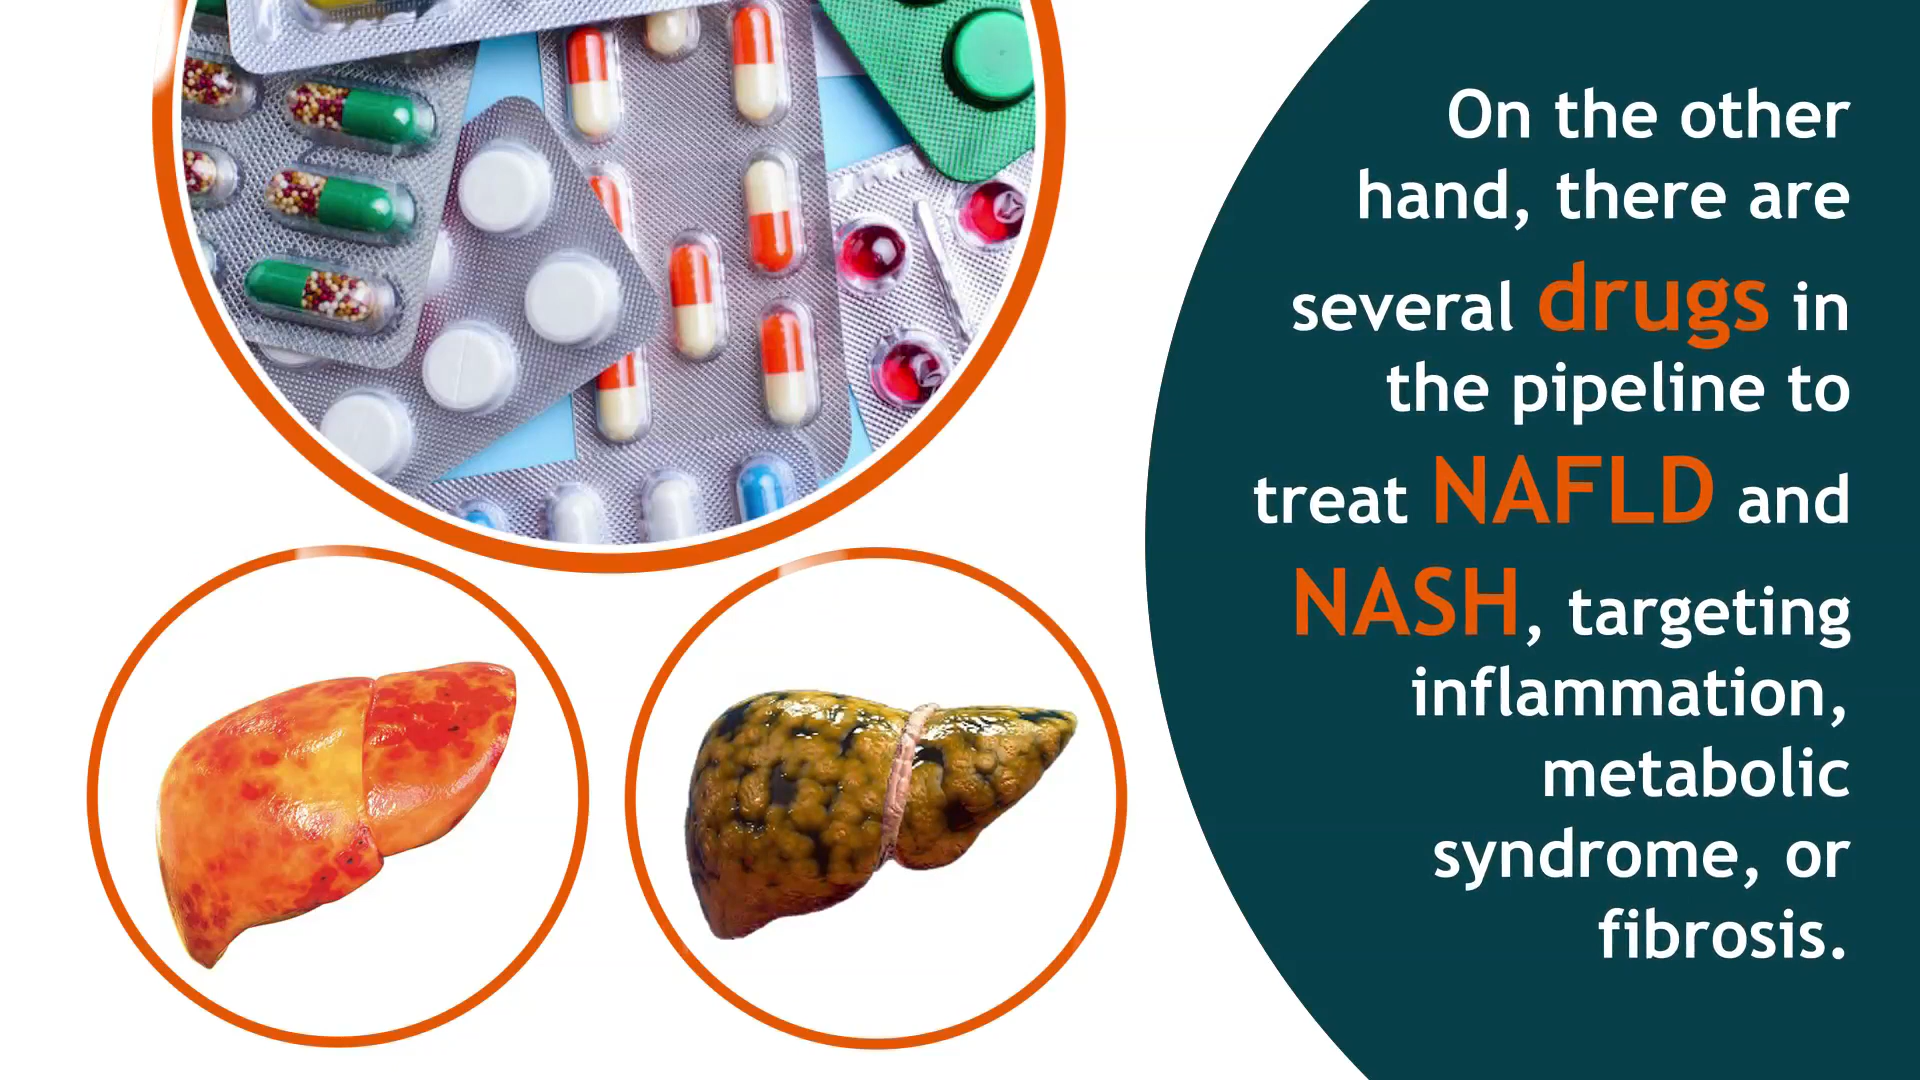 On the other
hand, there are
several drugs in
the pipeline to
treat NAFLD and
NASH, targeting
inflammation,
metabolic
syndrome, or
fibrosis.